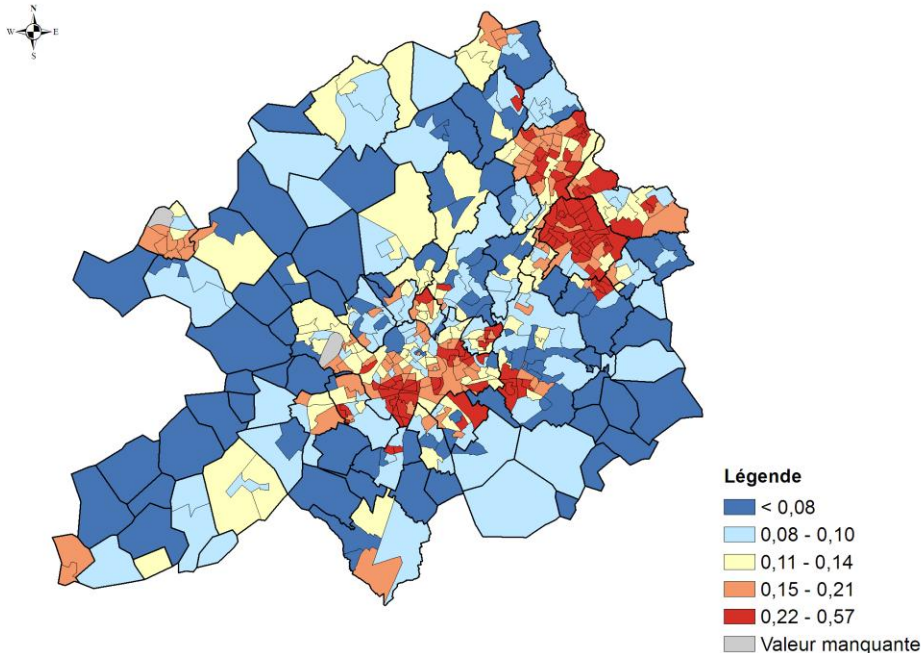 N
W E
S
Légende
< 0,08
0,08 - 0,10
0,11 - 0,14
0,15 - 0,21
0,22 - 0,57
Valeur manquante